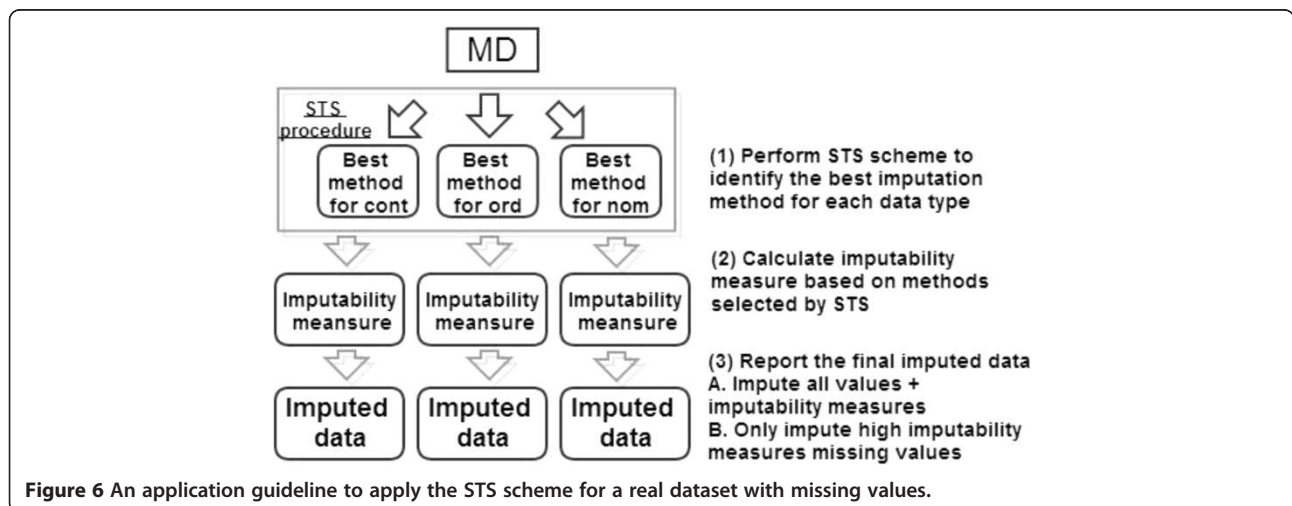 MD
STS
procedure
Best
method
for cont
Best
method
for ord
Best
method
for nom
(1) Perform STS scheme to
identify the best imputation
method for each data type
Imputability
meansure
Imputability
meansure
Imputability
meansure
(2) Calculate imputability
measure based on methods
selected by STS
Imputed
data
Imputed
data
Imputed
data
(3) Report the final imputed data
A. Impute all values +
imputability measures
B. Only impute high imputability
measures missing values
Figure 6 An application guideline to apply the STS scheme for a real dataset with missing values.